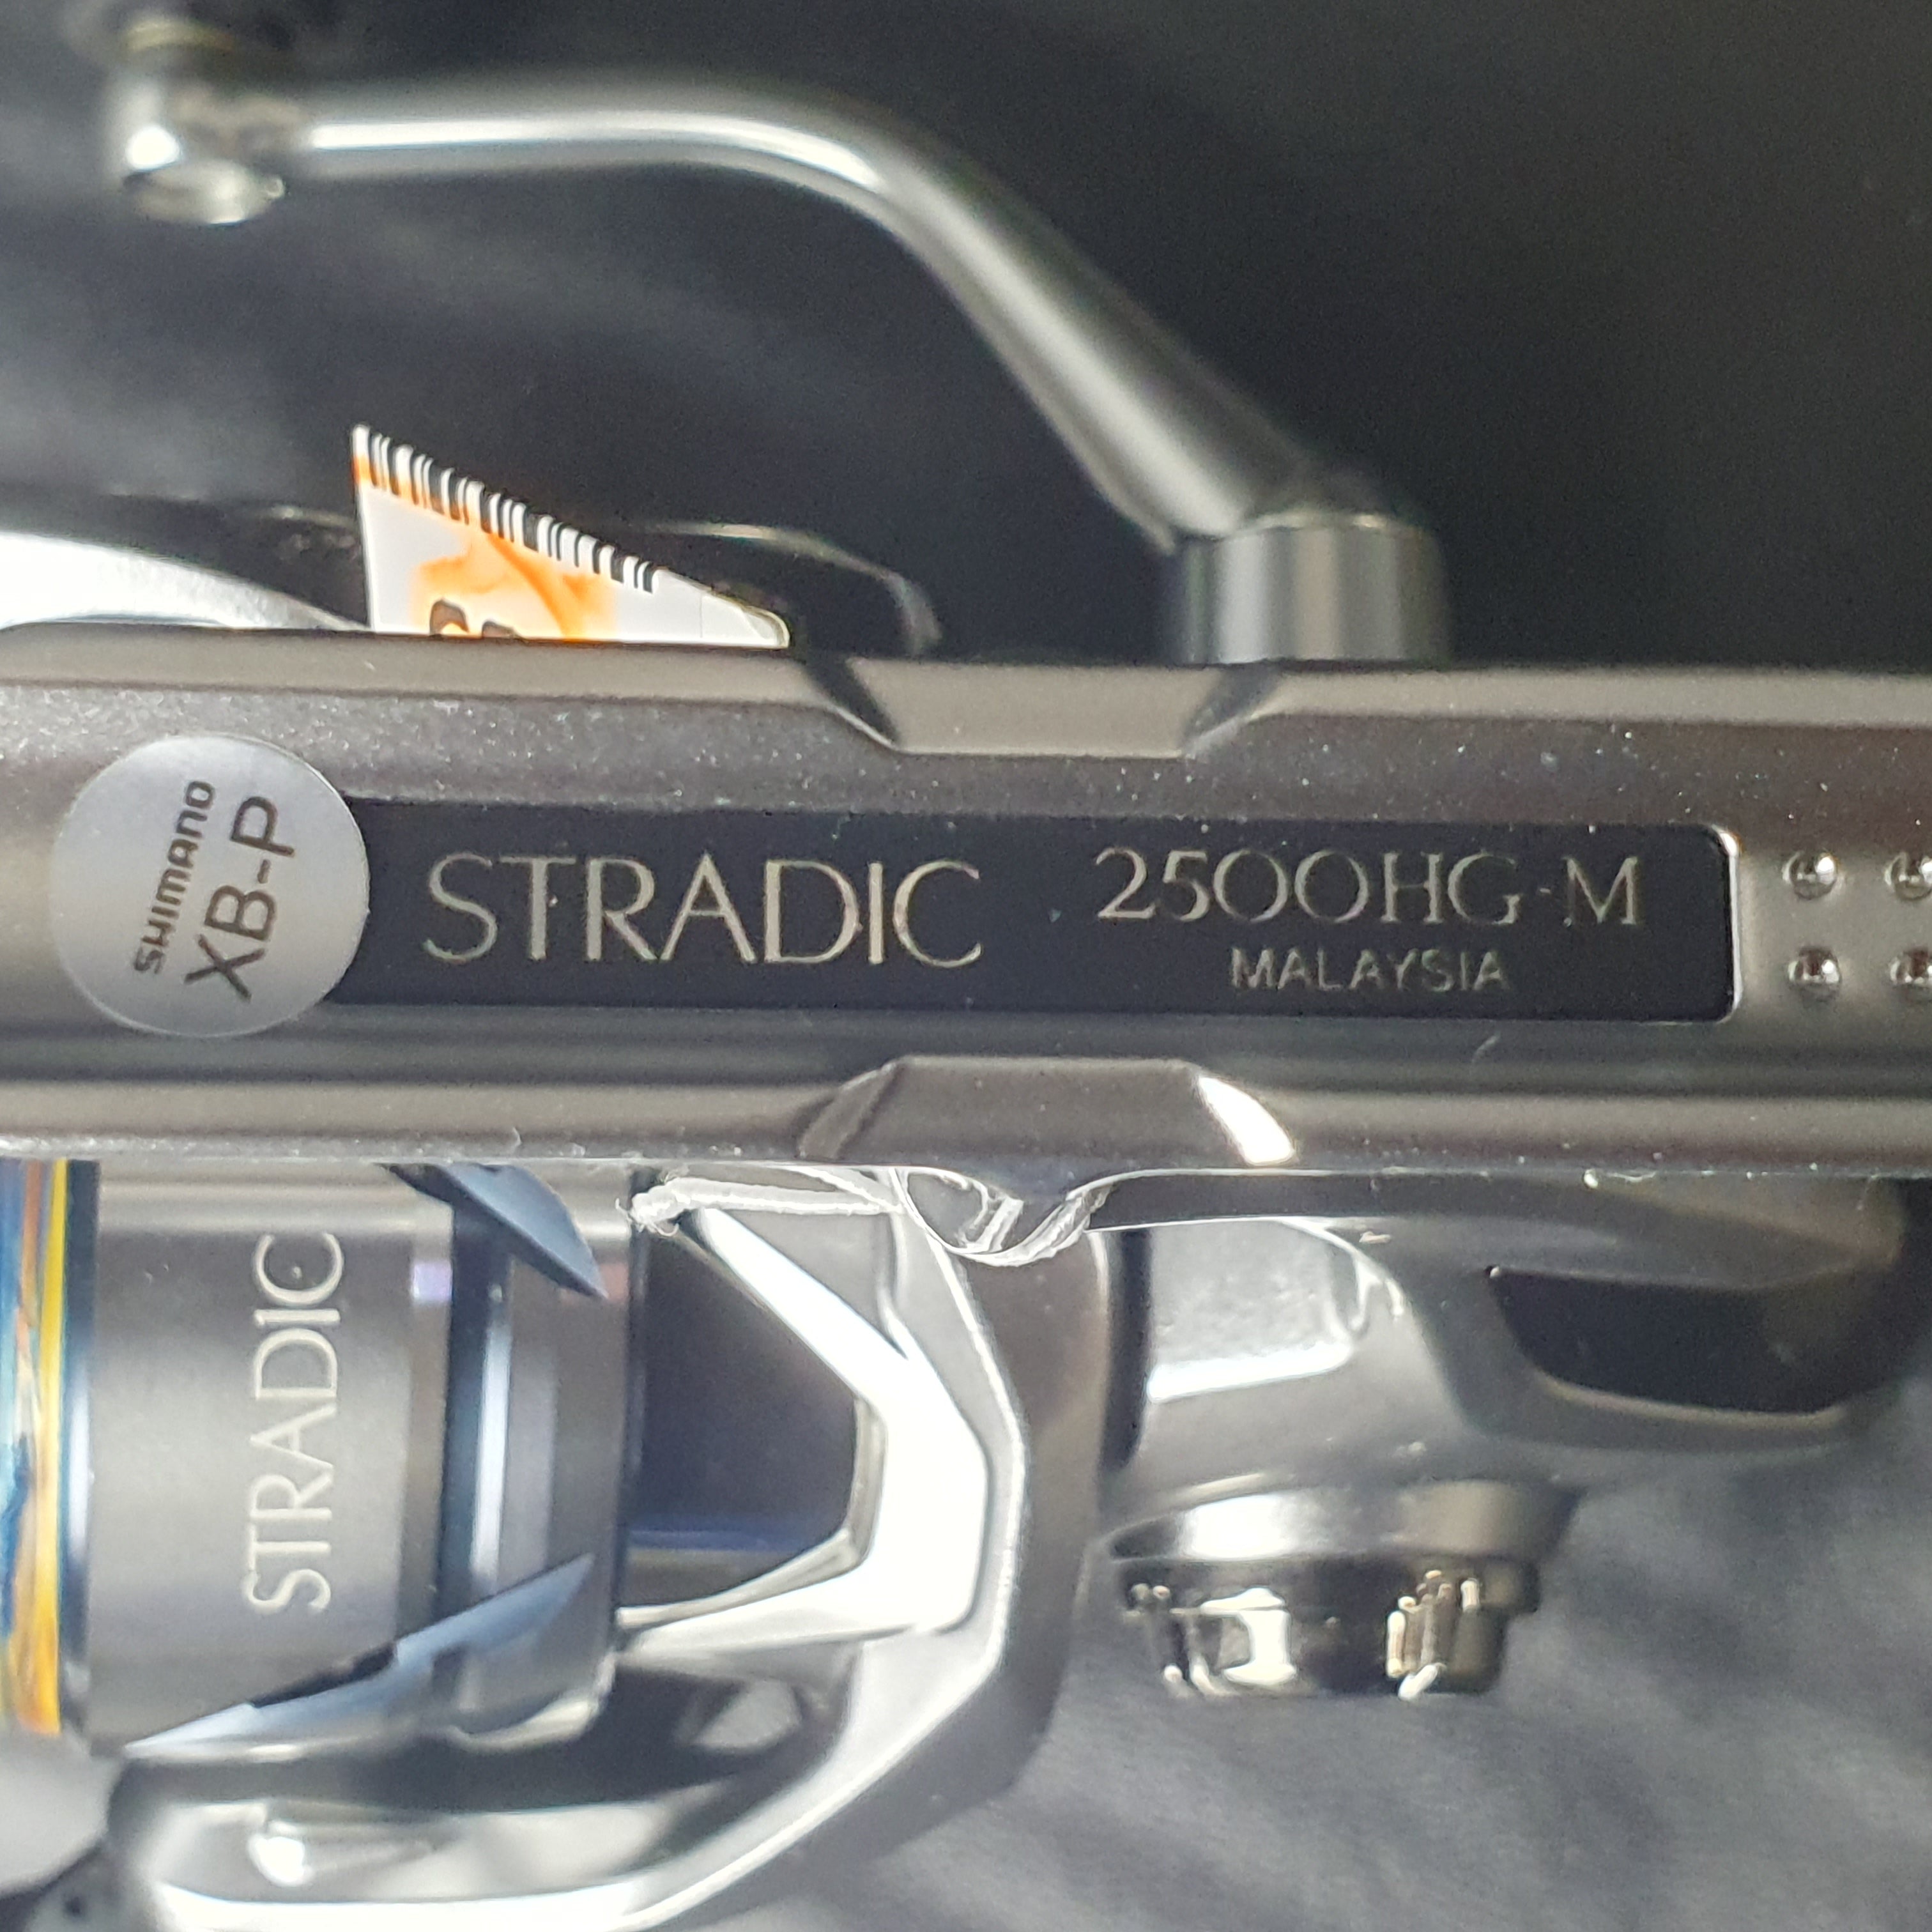 SHIMANO
XB-P
STRADIC
2500HG-M
MALAYSIA
STRADIC